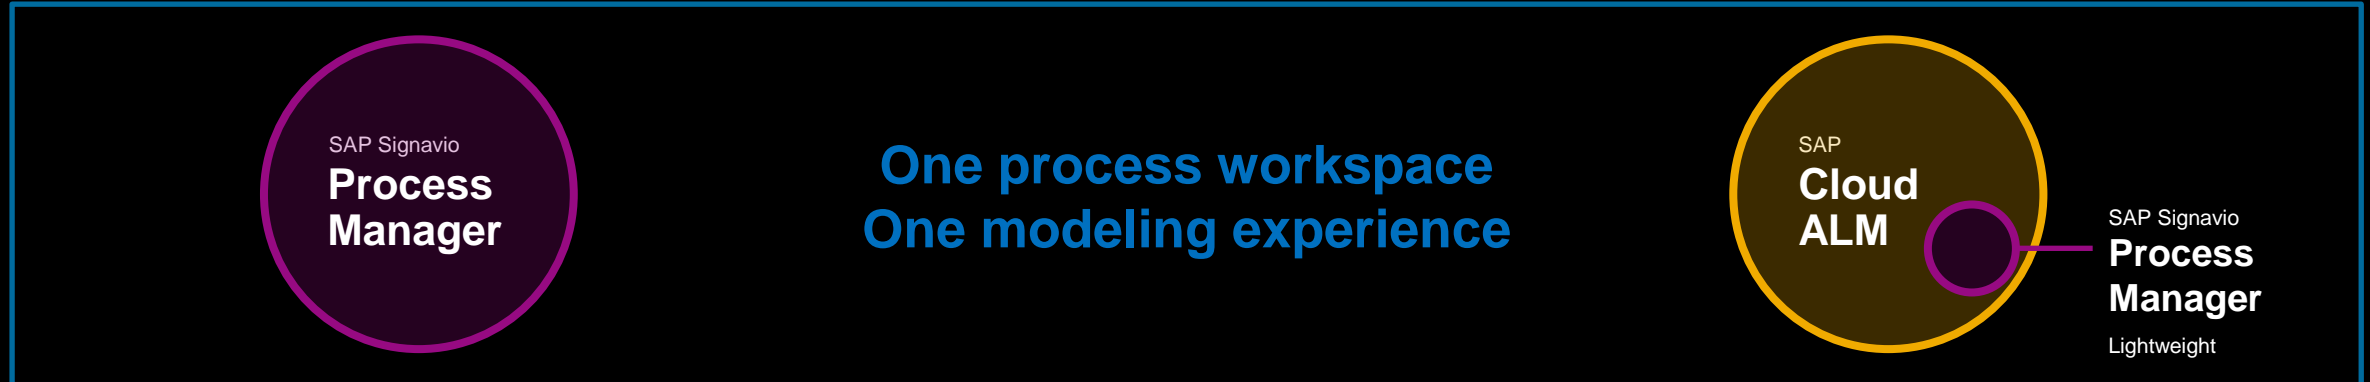 SAP Signavio
Process
Manager
One process workspace
One modeling experience
SAP
Cloud
ALM
SAP Signavio
Process
Manager
Lightweight